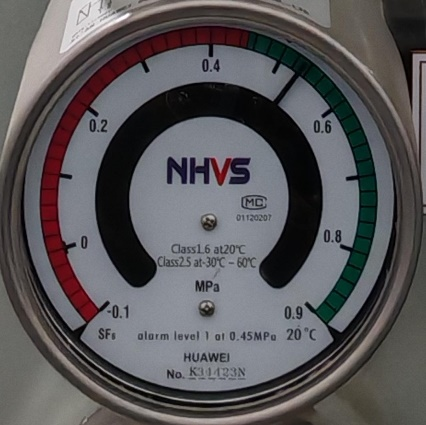 0.4
0.2
0.6
NHVS
MC
01120207
0
0.8
Class1.6 at20℃
Class2.5 at-30℃ ~ 60℃
MPa
-0.1
0.9
SF₆ alarm level 1 at 0.45MPa 20°C
HUAWEI
No. K34423N